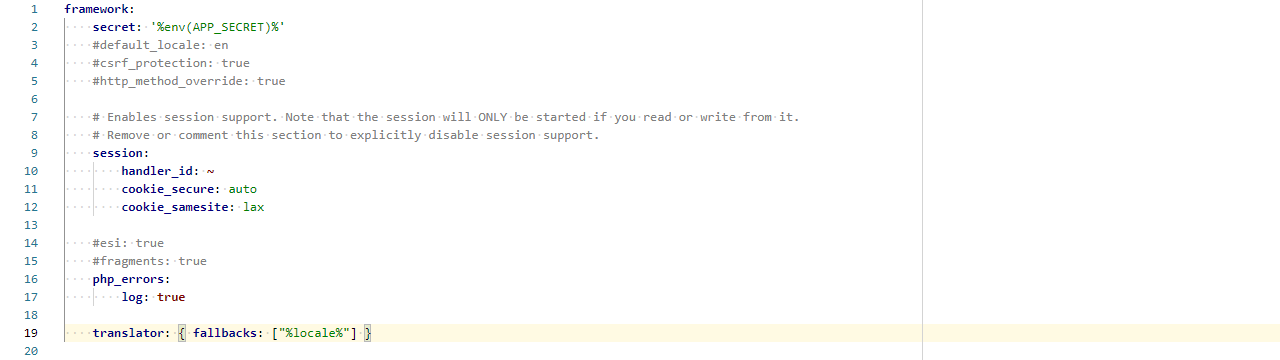 1 framework:
2     secret: '%env(APP_SECRET)%'
3     #default_locale: en
4     #csrf_protection: true
5     #http_method_override: true
6
7     # Enables session support. Note that the session will ONLY be started if you read or write from it.
8     # Remove or comment this section to explicitly disable session support.
9     session:
10         handler_id: ~
11         cookie_secure: auto
12         cookie_samesite: lax
13
14     #esi: true
15     #fragments: true
16     php_errors:
17         log: true
18
19     translator: { fallbacks: ["%locale%"] }
20